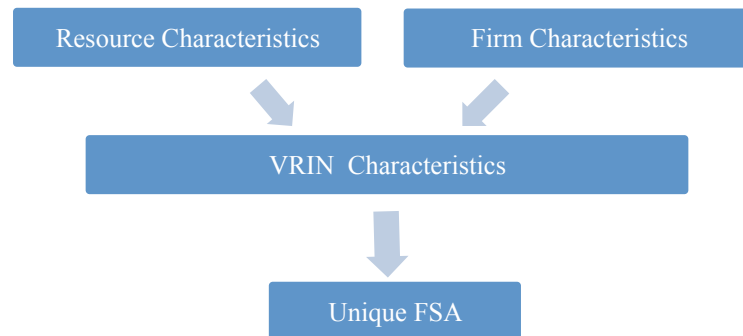 Resource Characteristics
Firm Characteristics
VRIN Characteristics
Unique FSA